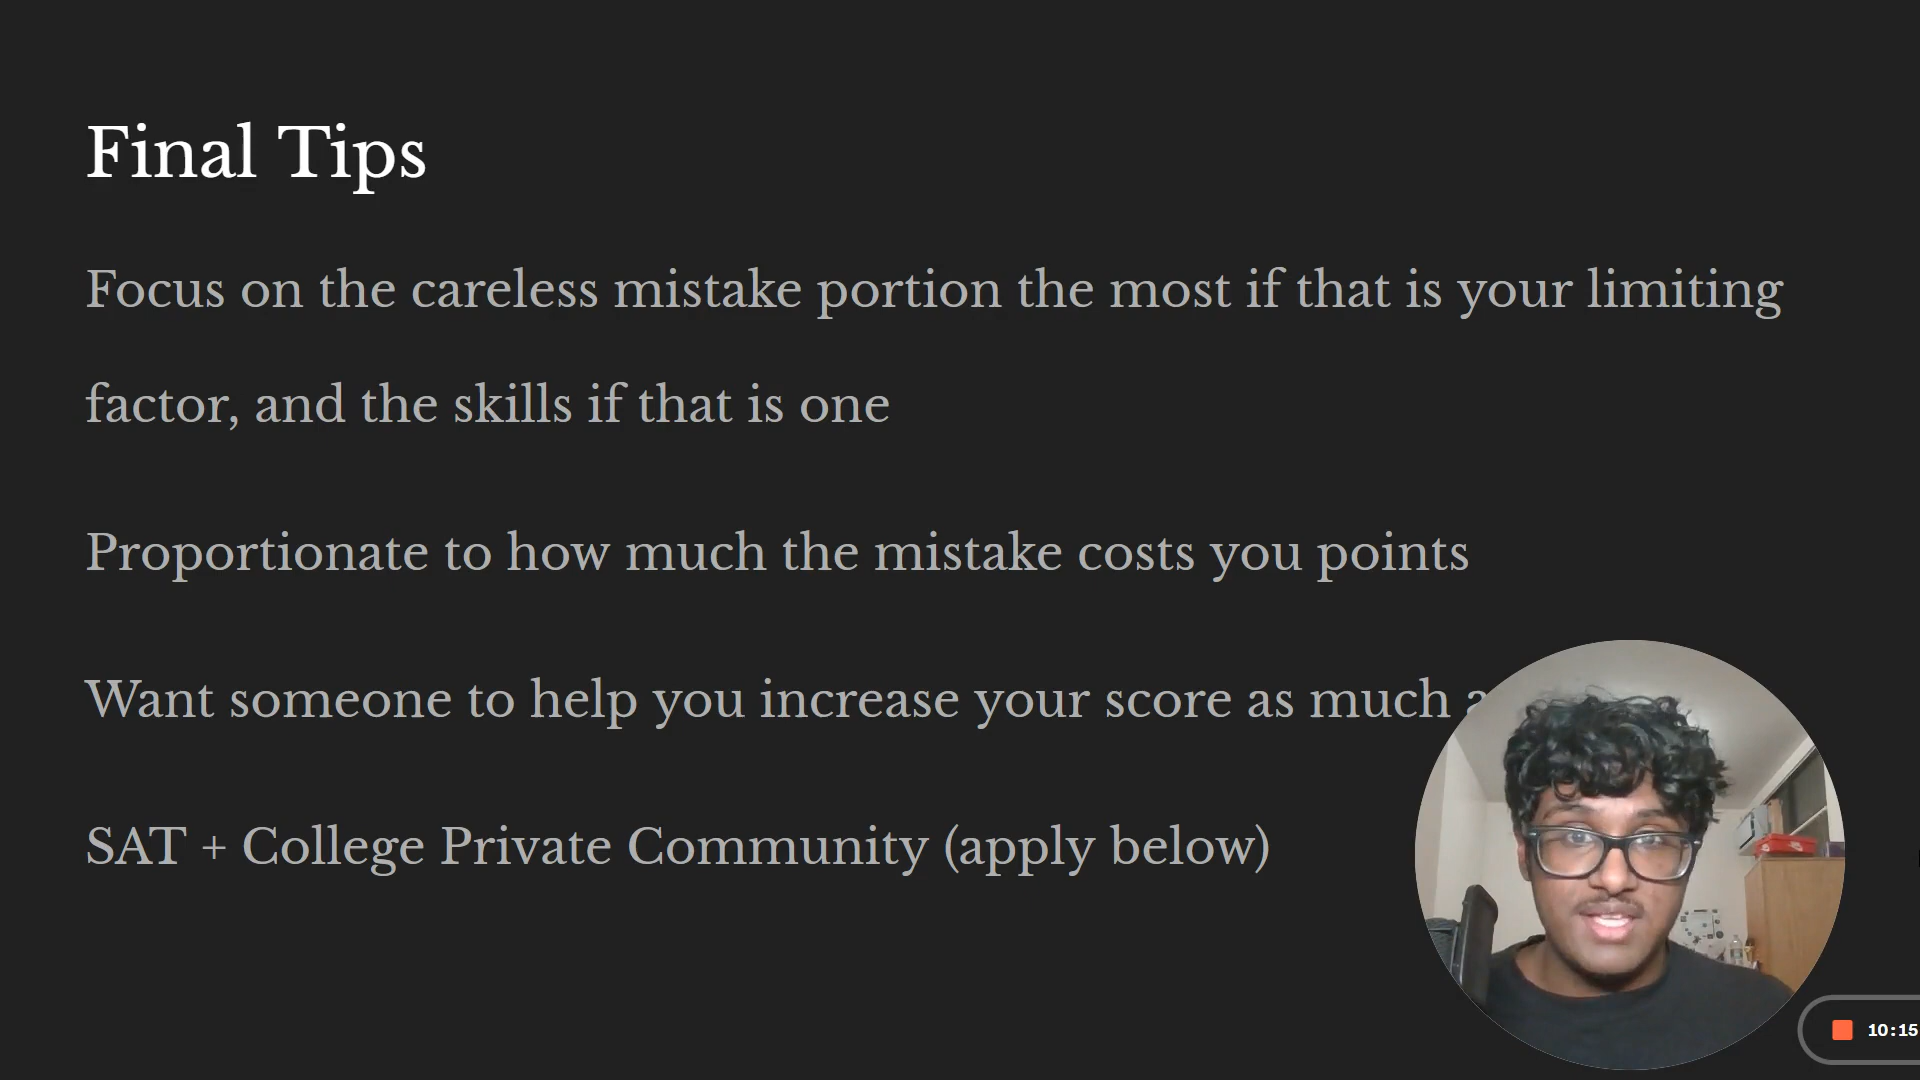 Final Tips
Focus on the careless mistake portion the most if that is your limiting
factor, and the skills if that is one
Proportionate to how much the mistake costs you points
Want someone to help you increase your score as much
SAT + College Private Community (apply below)
10:15